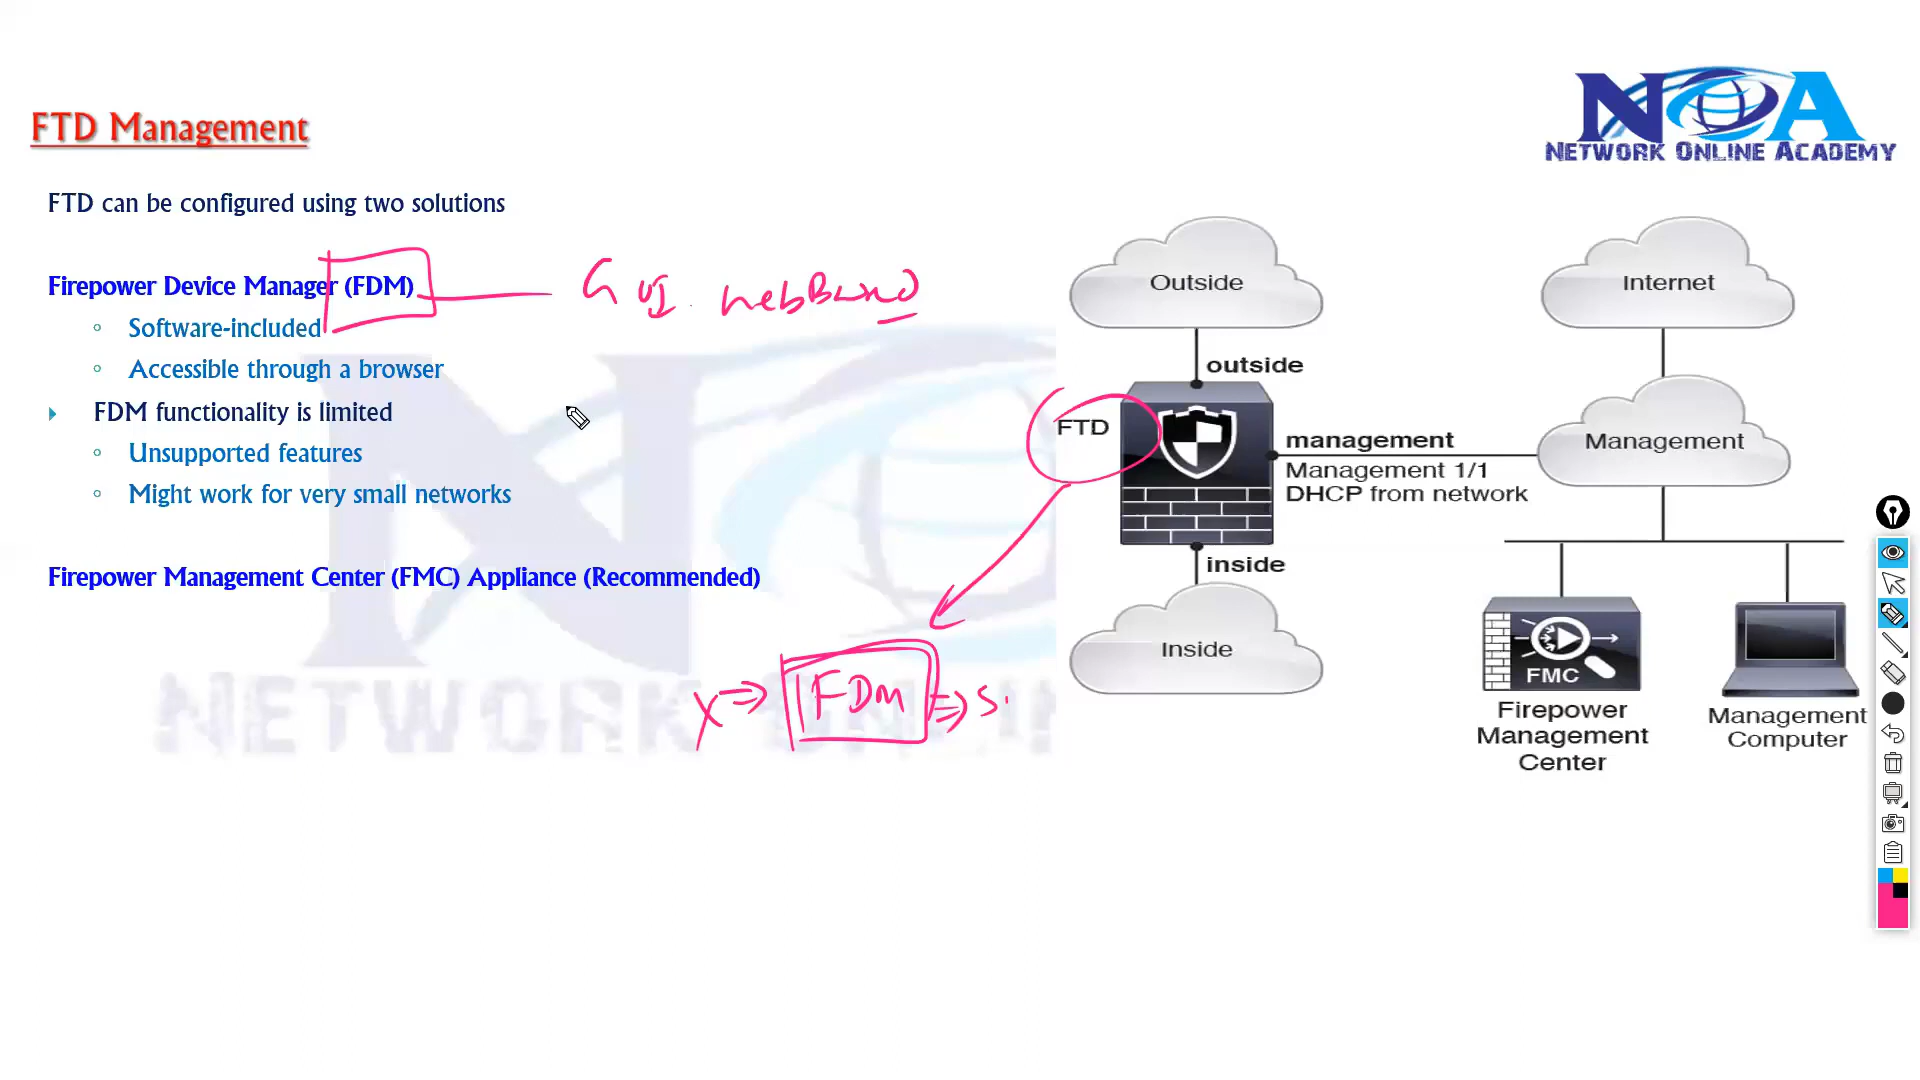 NOA
NETWORK ONLINE ACADEMY
FTD Management
FTD can be configured using two solutions
Firepower Device Manager (FDM)
GUI
◦ Software-included
◦ Accessible through a browser
FDM functionality is limited
◦ Unsupported features
◦ Might work for very small networks
Firepower Management Center (FMC) Appliance (Recommended)
X
FDM
Outside
outside
FTD
management
Management 1/1
DHCP from network
inside
Inside
Internet
Management
FMC
Firepower
Management
Center
Management
Computer
NETWORK ONLIN